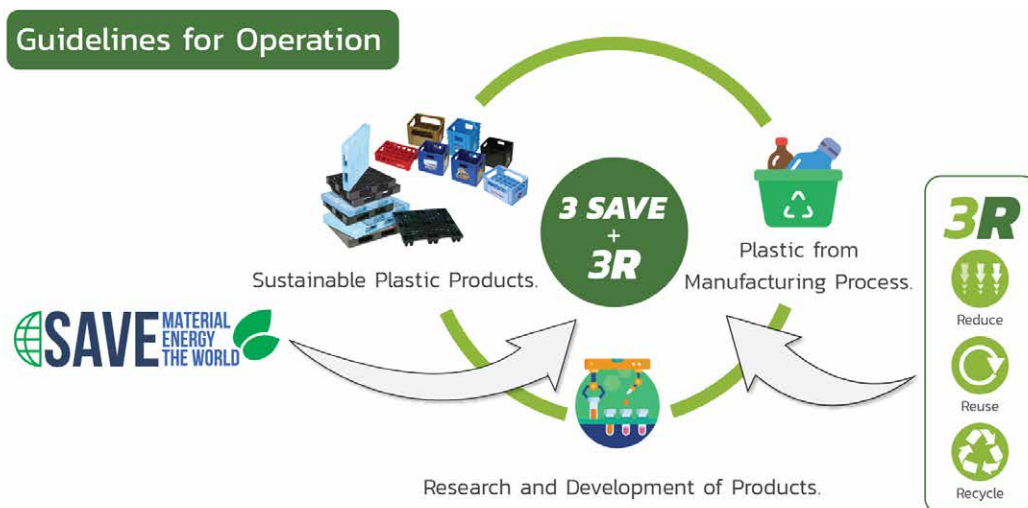 Guidelines for Operation
3 SAVE
+
3R
Sustainable Plastic Products.
Plastic from
Manufacturing Process.
SAVE
MATERIAL
ENERGY
THE WORLD
Research and Development of Products.
3R
Reduce
Reuse
Recycle